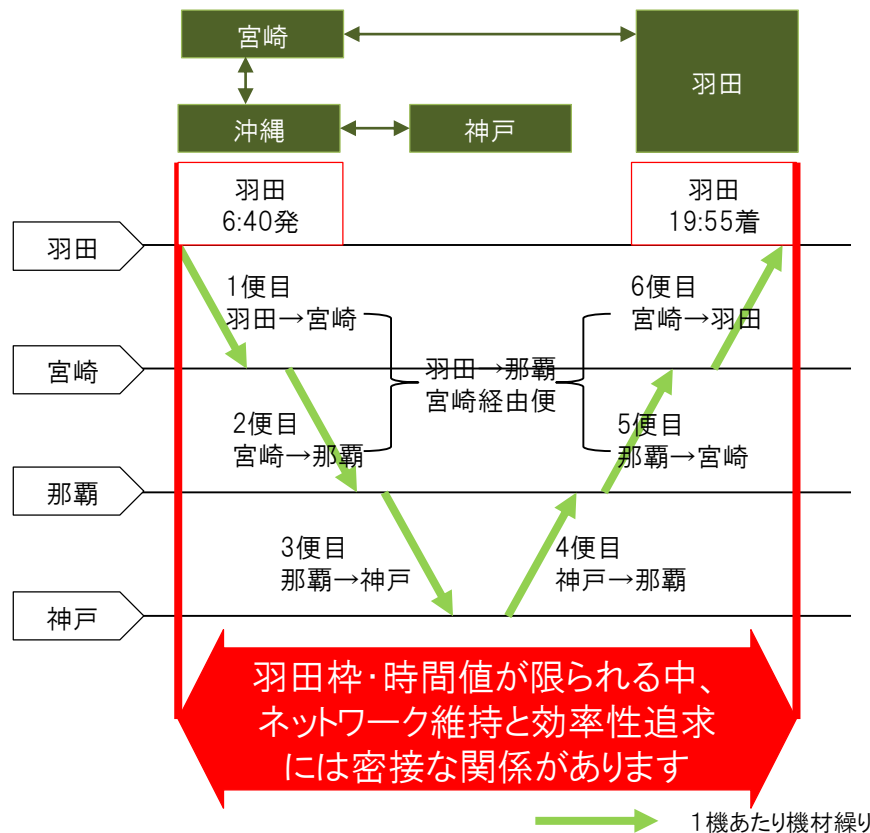 宮崎
羽田
沖縄
神戸
羽田
6:40発
羽田
19:55着
羽田
1便目
羽田→宮崎
6便目
宮崎→羽田
宮崎
羽田→那覇
宮崎経由便
2便目
宮崎→那覇
5便目
那覇→宮崎
那覇
3便目
那覇→神戸
4便目
神戸→那覇
神戸
羽田枠・時間値が限られる中、
ネットワーク維持と効率性追求
には密接な関係があります
1機あたり機材繰り